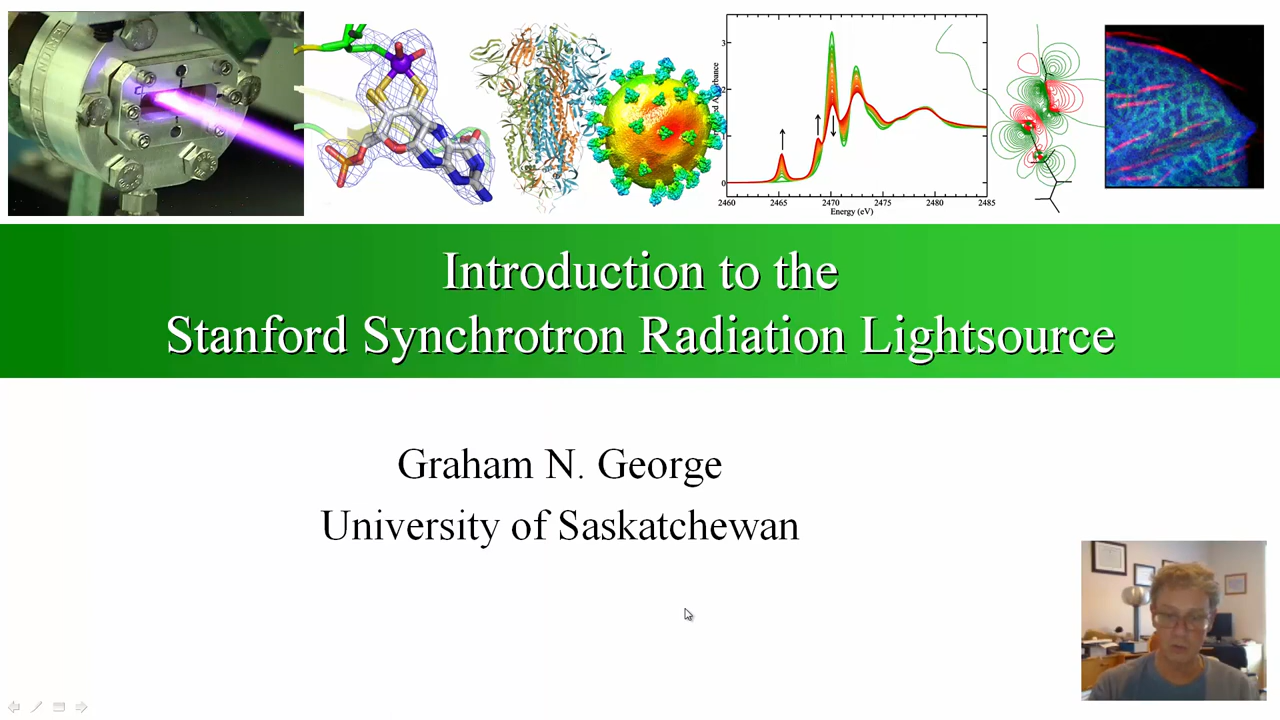 3
2
1
0
d Absorbance
2460
2465
2470
2475
2480
2485
Energy (eV)
Introduction to the
Stanford Synchrotron Radiation Lightsource
Graham N. George
University of Saskatchewan